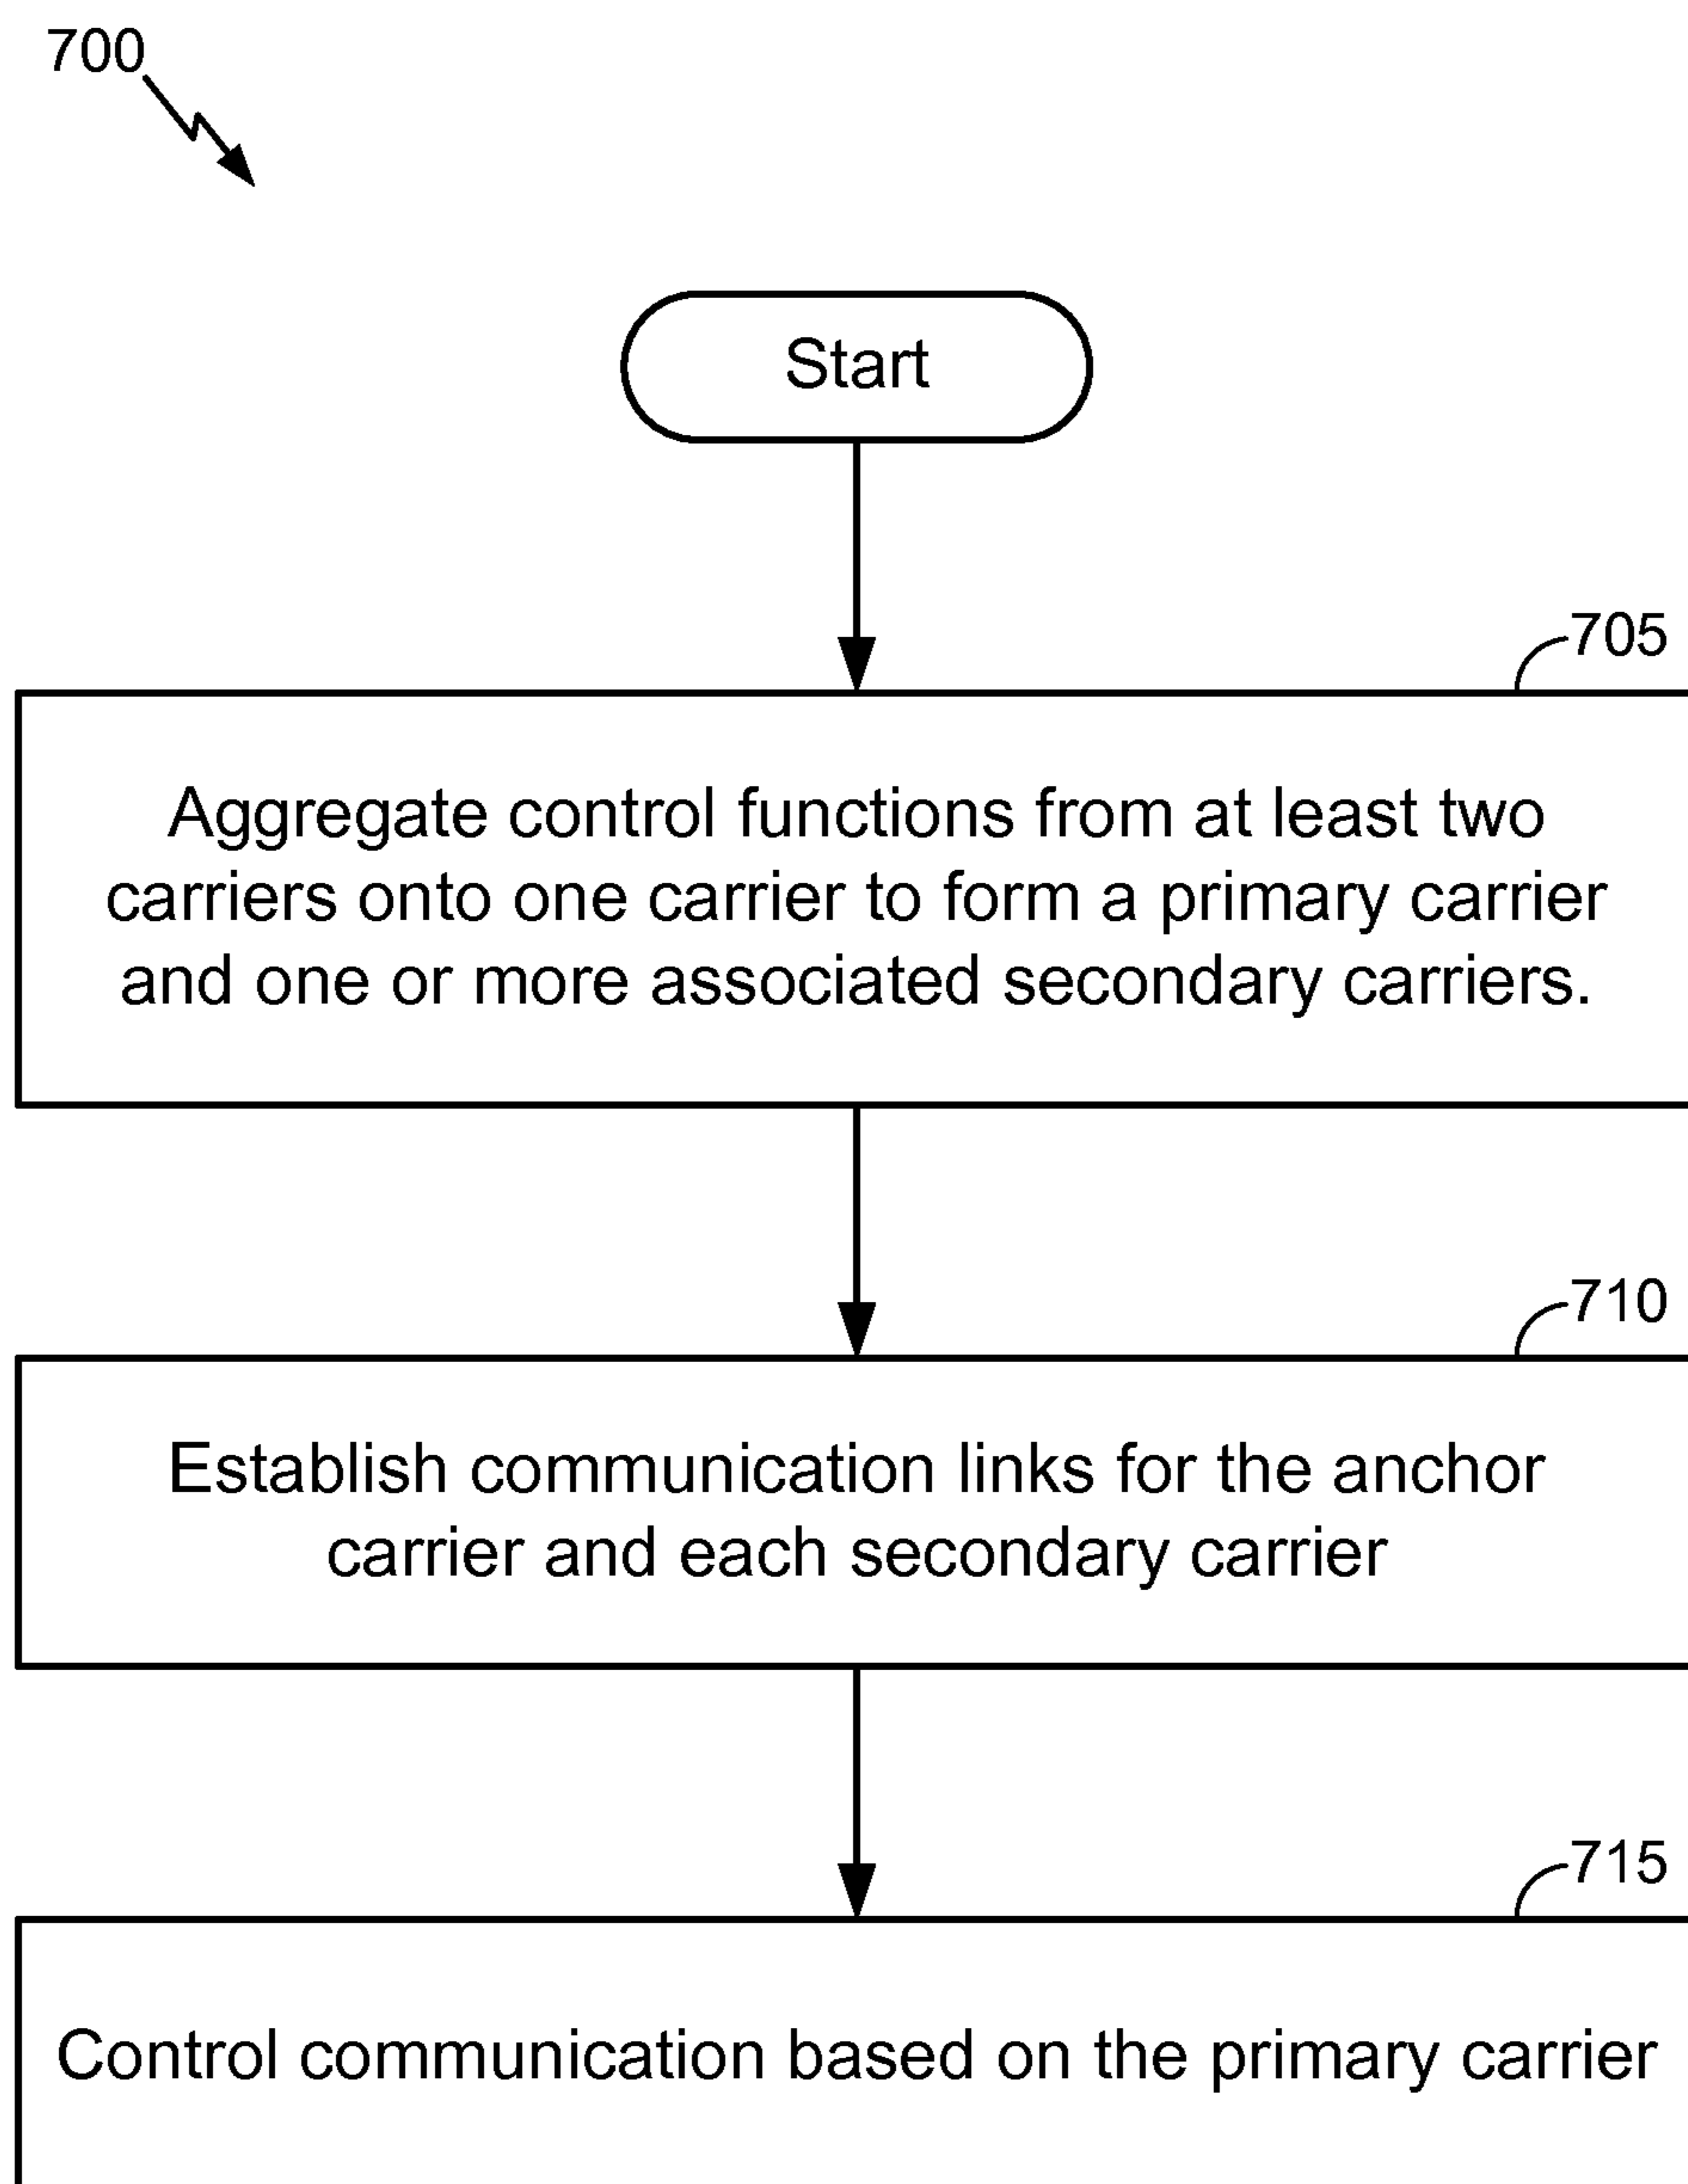 700
Start
705
Aggregate control functions from at least two
carriers onto one carrier to form a primary carrier
and one or more associated secondary carriers.
710
Establish communication links for the anchor
carrier and each secondary carrier
715
Control communication based on the primary carrier